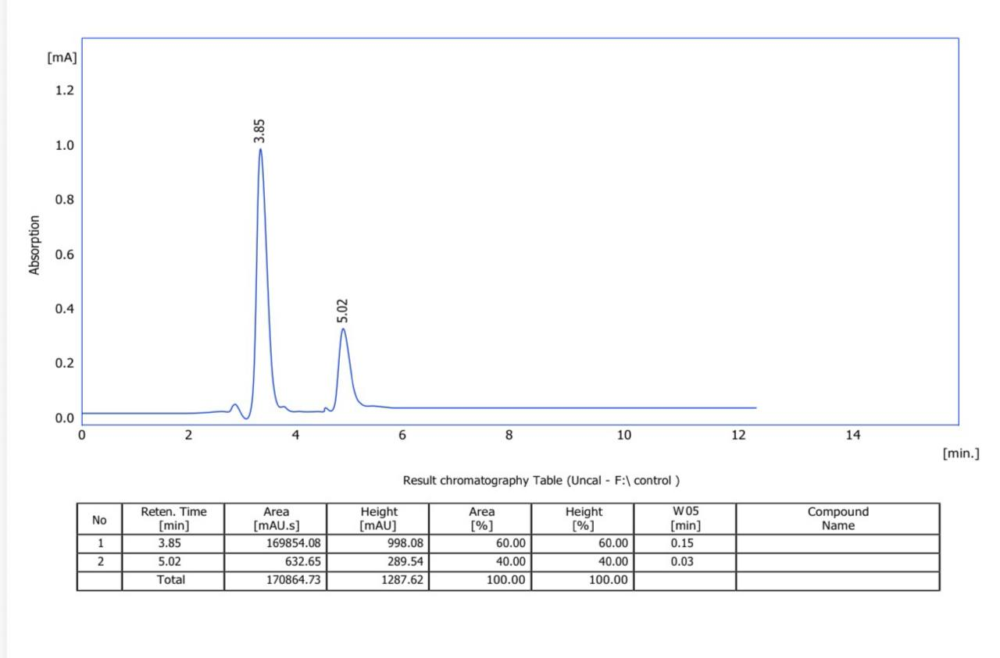 [mA]
1.2
1.0
0.8
0.6
0.4
0.2
0.0
Absorption
3.85
5.02
0 2 4 6 8 10 12 14
[min.]
Result chromatography Table (Uncal - F:\ control )
No Reten. Time [min] Area [mAU.s] Height [mAU] Area [%] Height [%] W05 [min] Compound Name
1 3.85 169854.08 998.08 60.00 60.00 0.15
2 5.02 632.65 289.54 40.00 40.00 0.03
Total 170864.73 1287.62 100.00 100.00